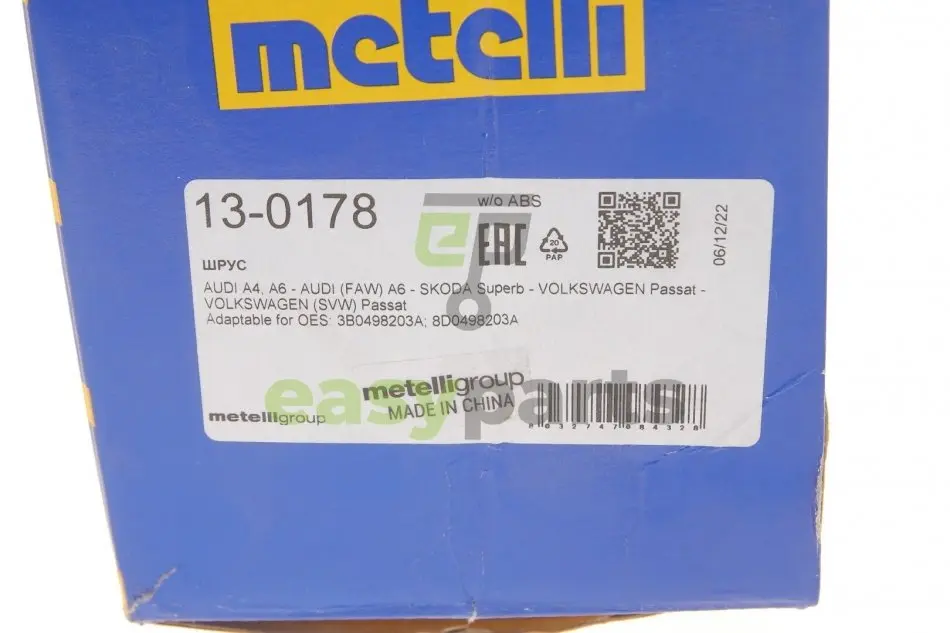 metelli
13-0178
w/o ABS
EAC
20
PAP
06/12/22
ШРУС
AUDI A4, A6 - AUDI (FAW) A6 - SKODA Superb - VOLKSWAGEN Passat -
VOLKSWAGEN (SVW) Passat
Adaptable for OES: 3B0498203A; 8D0498203A
easyparts
metelligroup
MADE IN CHINA
metelligroup
8032747084328